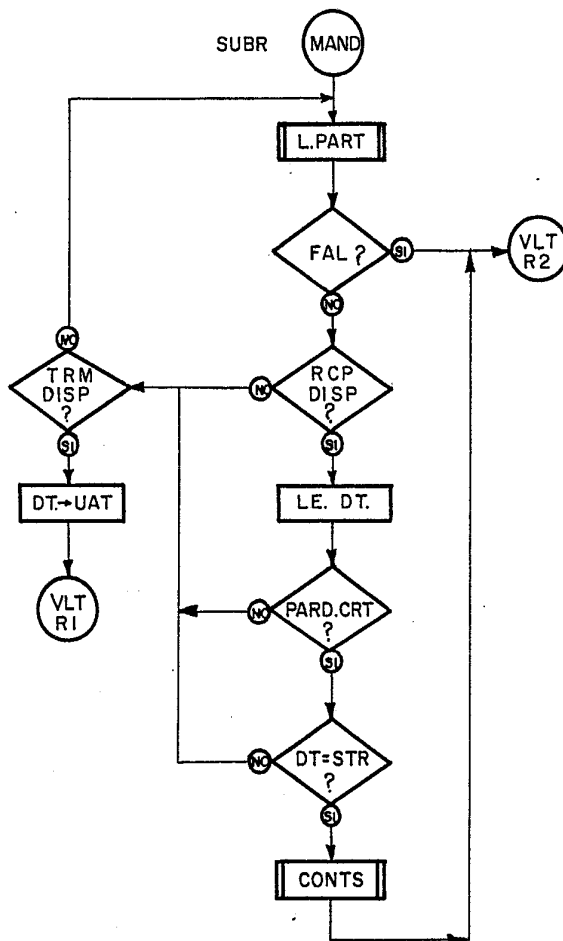 SUBR
MAND
L.PART
FAL ?
SI
VLT
R2
NO
NO
TRM
DISP
?
NO
RCP
DISP
?
SI
SI
DT.→UAT
LE. DT.
VLT
R1
NO
PARD.CRT
?
SI
NO
DT=STR
?
SI
CONTS